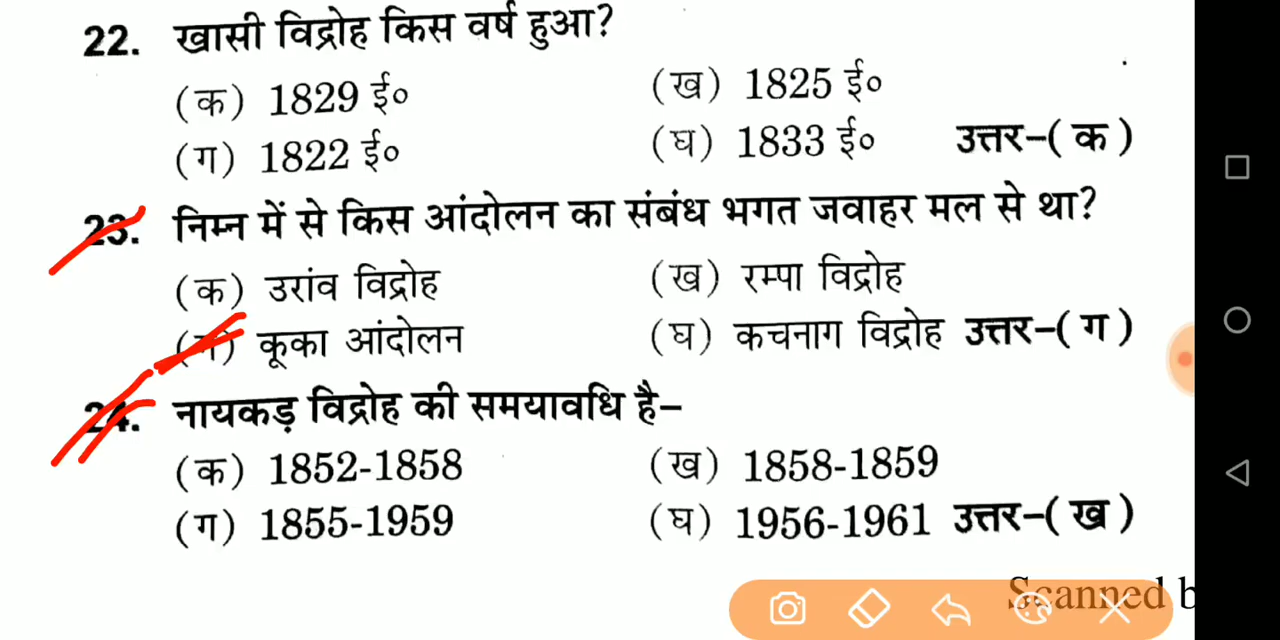 22. खासी विद्रोह किस वर्ष हुआ?
(क) 1829 ई० (ख) 1825 ई०
(ग) 1822 ई० (घ) 1833 ई० उत्तर–( क )
23. निम्न में से किस आंदोलन का संबंध भगत जवाहर मल से था?
(क) उरांव विद्रोह (ख) रम्पा विद्रोह
(ग) कूका आंदोलन (घ) कचनाग विद्रोह उत्तर–( ग )
24. नायकड़ विद्रोह की समयावधि है–
(क) 1852-1858 (ख) 1858-1859
(ग) 1855-1959 (घ) 1956-1961 उत्तर–( ख )
Scanned b